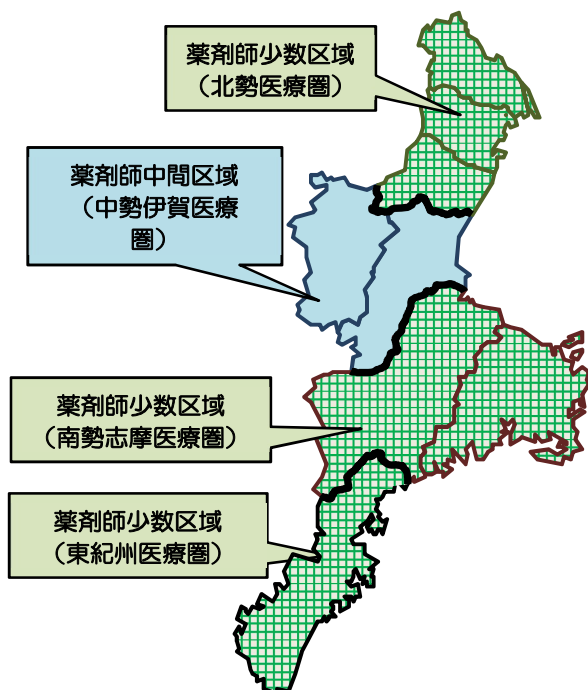 薬剤師少数区域
（北勢医療圏）
薬剤師中間区域
（中勢伊賀医療
圏）
薬剤師少数区域
（南勢志摩医療圏）
薬剤師少数区域
（東紀州医療圏）